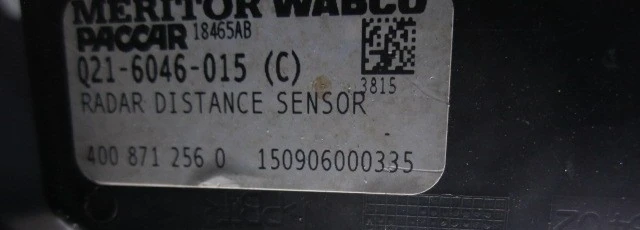 MERITOR WABCO
PACCAR 18465AB
Q21-6046-015 (C)
3815
RADAR DISTANCE SENSOR
400 871 256 0 150906000335